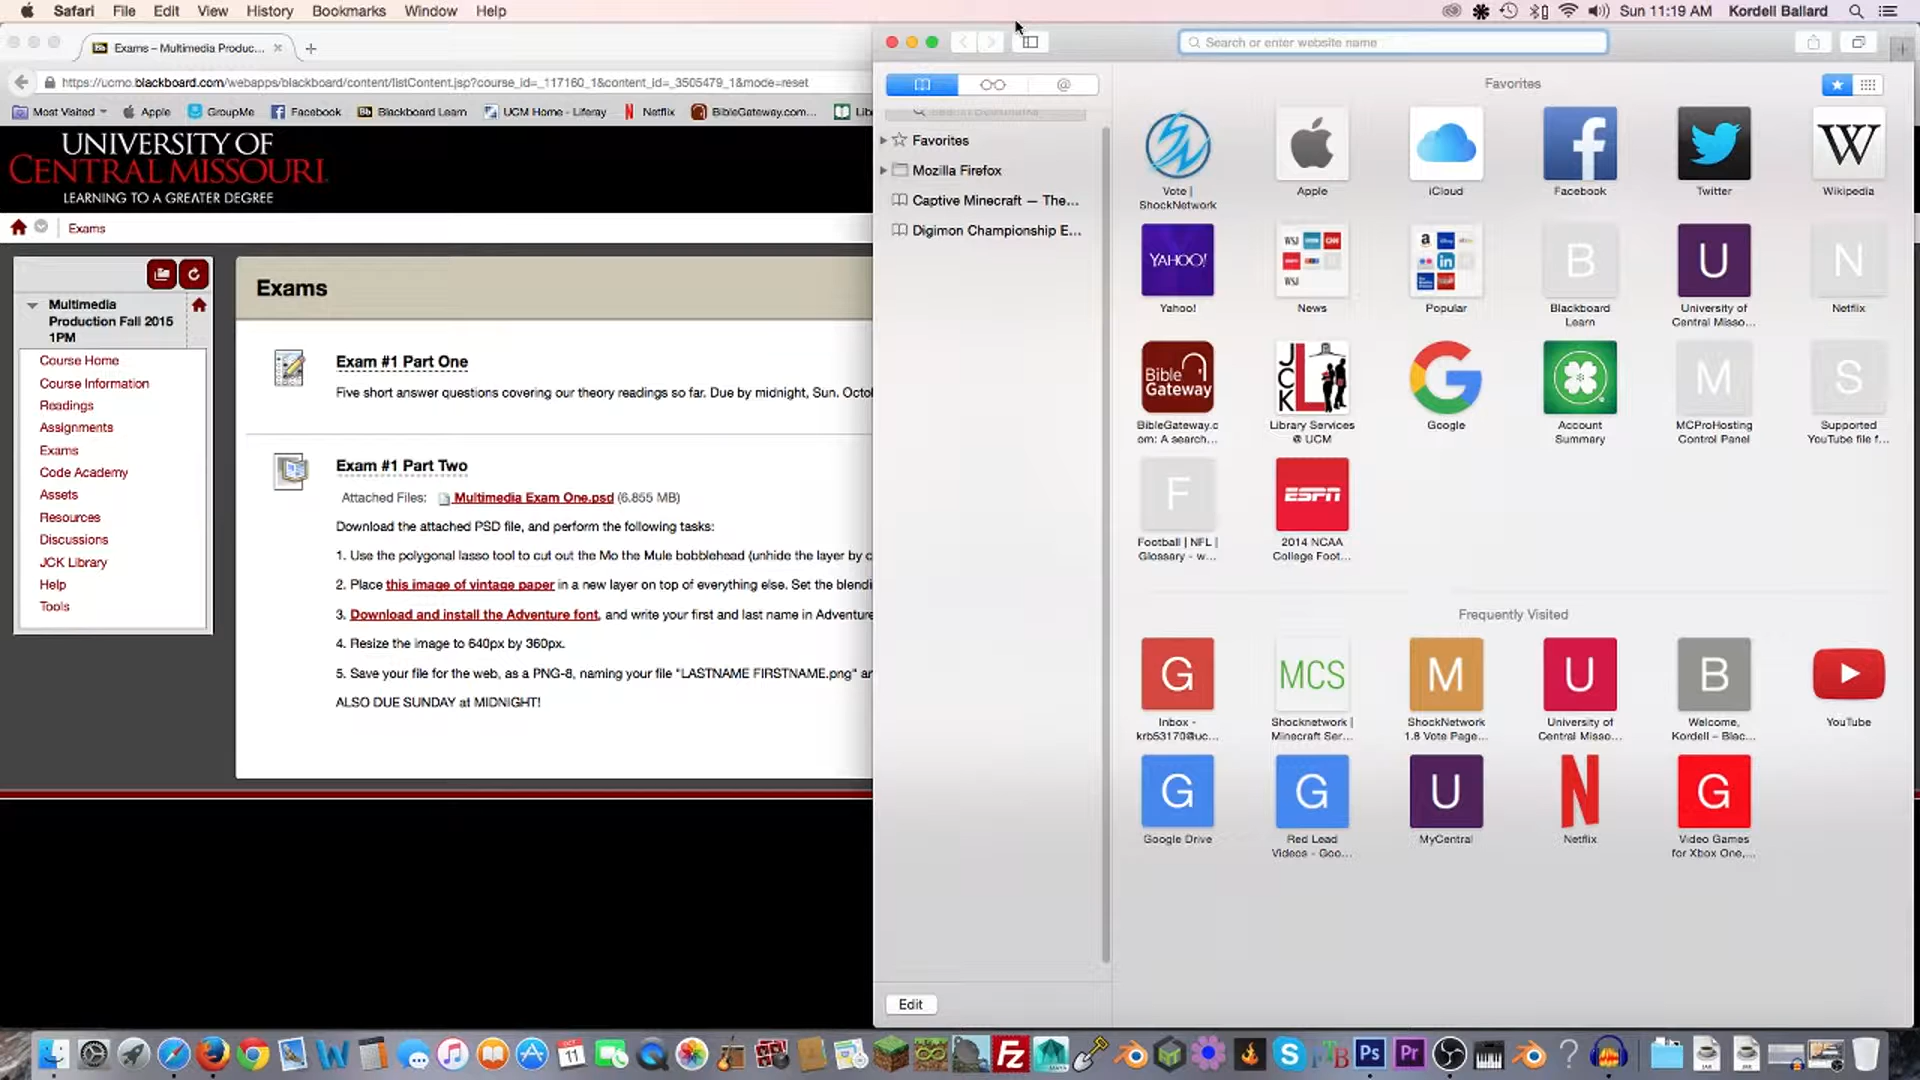 Safari File Edit View History Bookmarks Window Help
Sun 11:19 AM Kordell Ballard
Exams – Multimedia Produc...
https://ucmo.blackboard.com/webapps/blackboard/content/listContent.jsp?course_id=_117160_1&content_id=_3505479_1&mode=reset
Most Visited Apple GroupMe Facebook Blackboard Learn UCM Home - Liferay Netflix BibleGateway.com... Lib
UNIVERSITY OF
CENTRAL MISSOURI.
LEARNING TO A GREATER DEGREE
Exams
Multimedia
Production Fall 2015
1PM
Course Home
Course Information
Readings
Assignments
Exams
Code Academy
Assets
Resources
Discussions
JCK Library
Help
Tools
Exams
Exam #1 Part One
Five short answer questions covering our theory readings so far. Due by midnight, Sun. Octo
Exam #1 Part Two
Attached Files: Multimedia Exam One.psd (6.855 MB)
Download the attached PSD file, and perform the following tasks:
1. Use the polygonal lasso tool to cut out the Mo the Mule bobblehead (unhide the layer by c
2. Place this image of vintage paper in a new layer on top of everything else. Set the blendi
3. Download and install the Adventure font, and write your first and last name in Adventure
4. Resize the image to 640px by 360px.
5. Save your file for the web, as a PNG-8, naming your file "LASTNAME FIRSTNAME.png" ar
ALSO DUE SUNDAY at MIDNIGHT!
Search or enter website name
Favorites
Mozilla Firefox
Captive Minecraft — The...
Digimon Championship E...
Edit
Favorites
Vote |
ShockNetwork
Apple
iCloud
Facebook
Twitter
W
Wikipedia
YAHOO!
Yahoo!
WSJ
WSJ
News
Popular
B
Blackboard
Learn
U
University of
Central Misso...
N
Netflix
Bible
Gateway
BibleGateway.c
om: A search...
JCK
Library Services
@ UCM
Google
Account
Summary
M
MCProHosting
Control Panel
S
Supported
YouTube file f...
F
Football | NFL |
Glossary - w...
ESPN
2014 NCAA
College Foot...
Frequently Visited
G
Inbox -
krb53170@uc...
MCS
Shocknetwork |
Minecraft Ser...
M
ShockNetwork
1.8 Vote Page...
U
University of
Central Misso...
B
Welcome,
Kordell – Blac...
YouTube
G
Google Drive
G
Red Lead
Videos - Goo...
U
MyCentral
N
Netflix
G
Video Games
for Xbox One,...
OCT
11
Fz
Ps
Pr